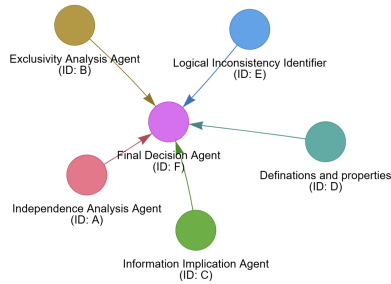 Exclusivity Analysis Agent
(ID: B)
Logical Inconsistency Identifier
(ID: E)
Final Decision Agent
(ID: F)
Definations and properties
(ID: D)
Independence Analysis Agent
(ID: A)
Information Implication Agent
(ID: C)